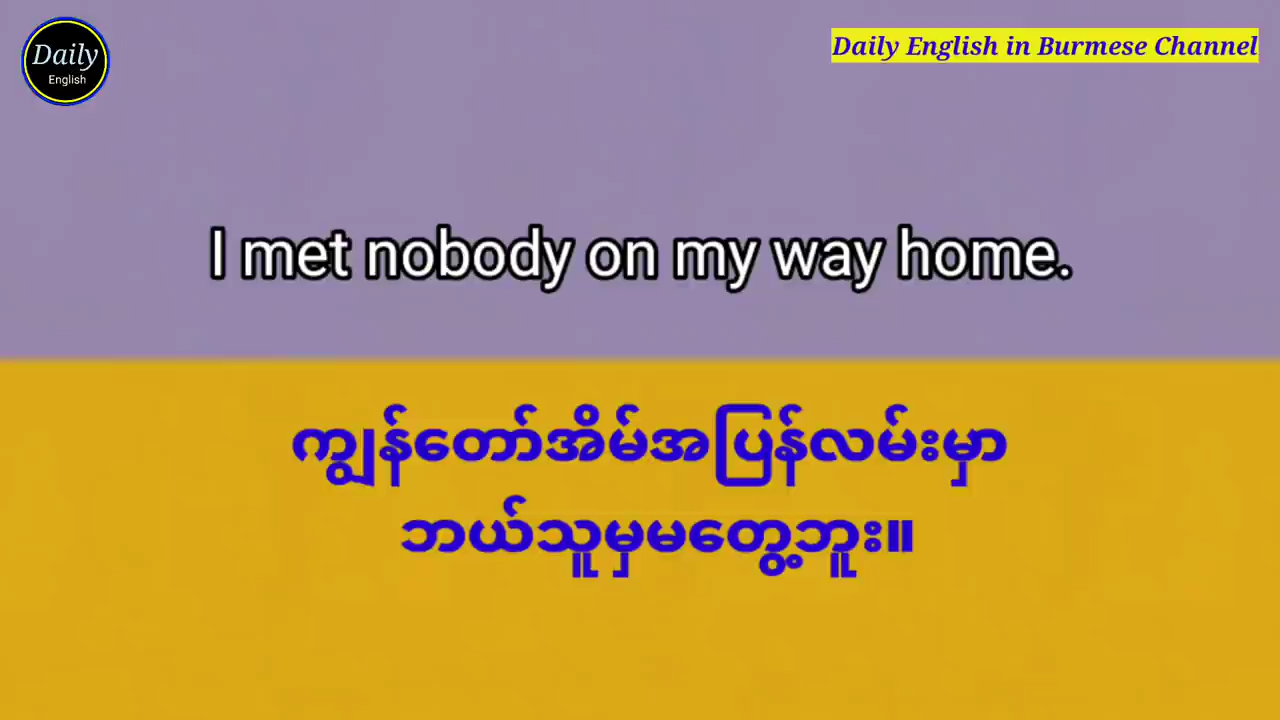 Daily
English
Daily English in Burmese Channel
I met nobody on my way home.
ကျွန်တော်အိမ်အပြန်လမ်းမှာ
ဘယ်သူမှမတွေ့ဘူး။